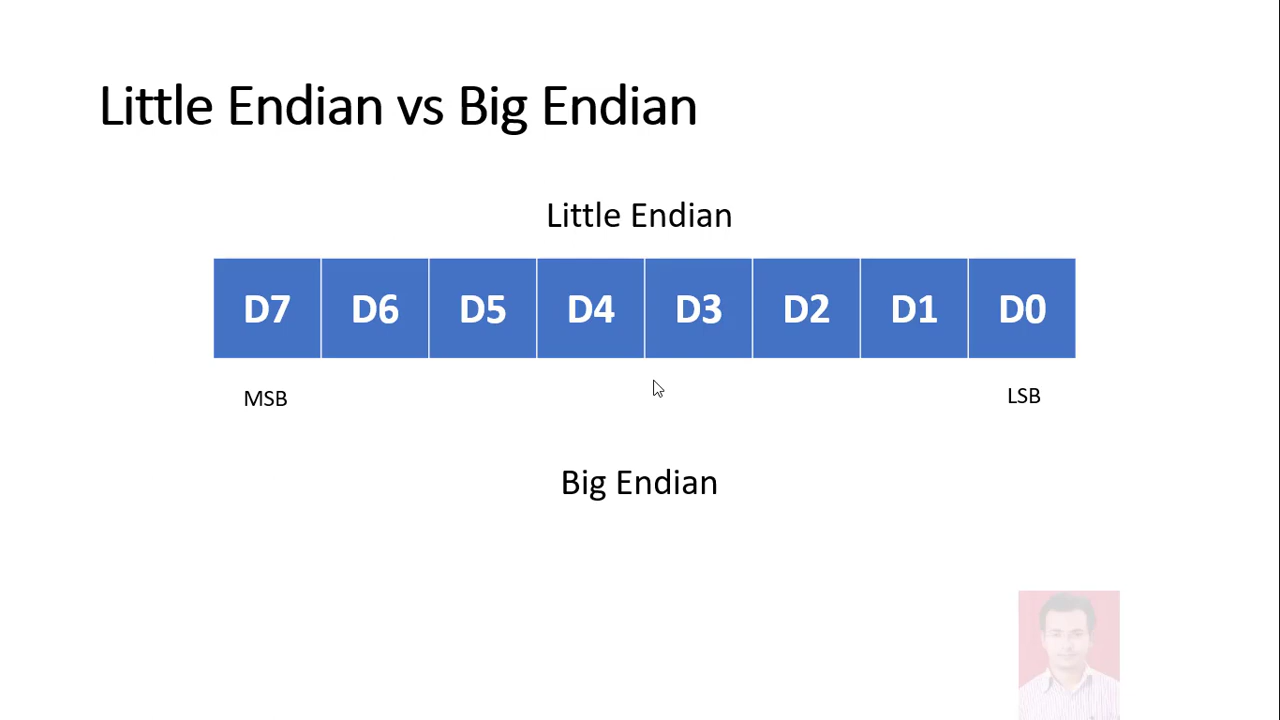 Little Endian vs Big Endian
Little Endian
D7 D6 D5 D4 D3 D2 D1 D0
MSB LSB
Big Endian